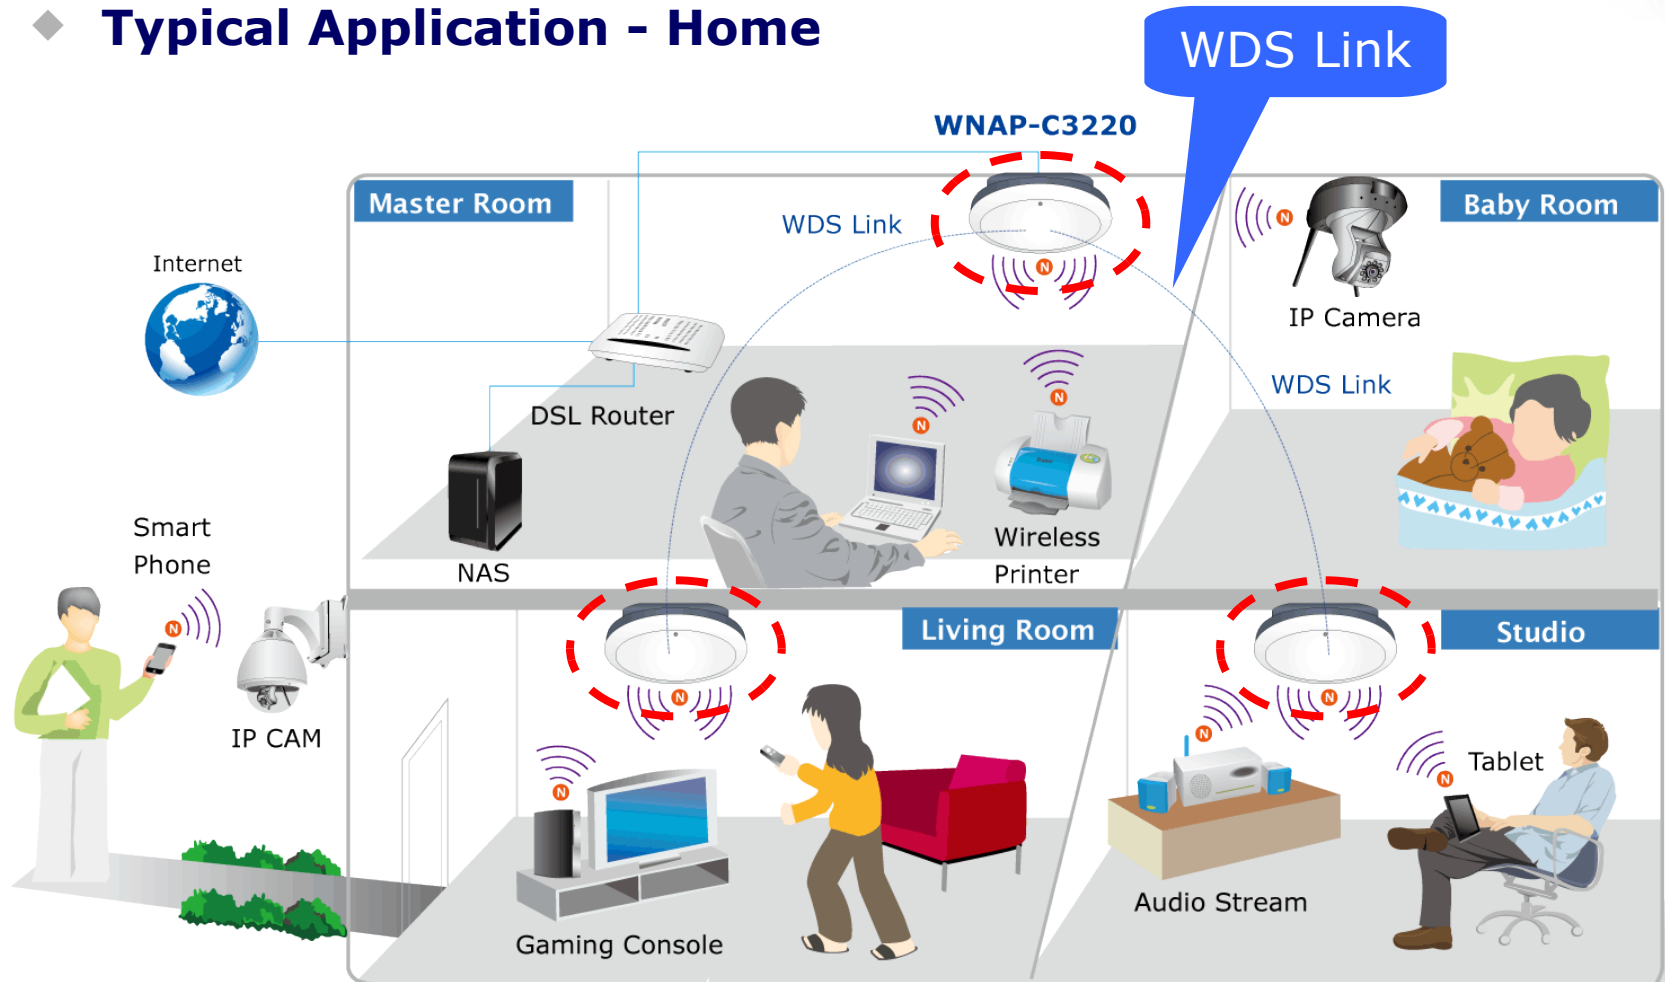 Typical Application - Home
WDS Link
WNAP-C3220
Master Room
WDS Link
N
N
Baby Room
Internet
IP Camera
N
N
WDS Link
DSL Router
Smart
Phone
Wireless
Printer
NAS
N
Living Room
Studio
N
N
IP CAM
N
Tablet
N
N
Audio Stream
Gaming Console